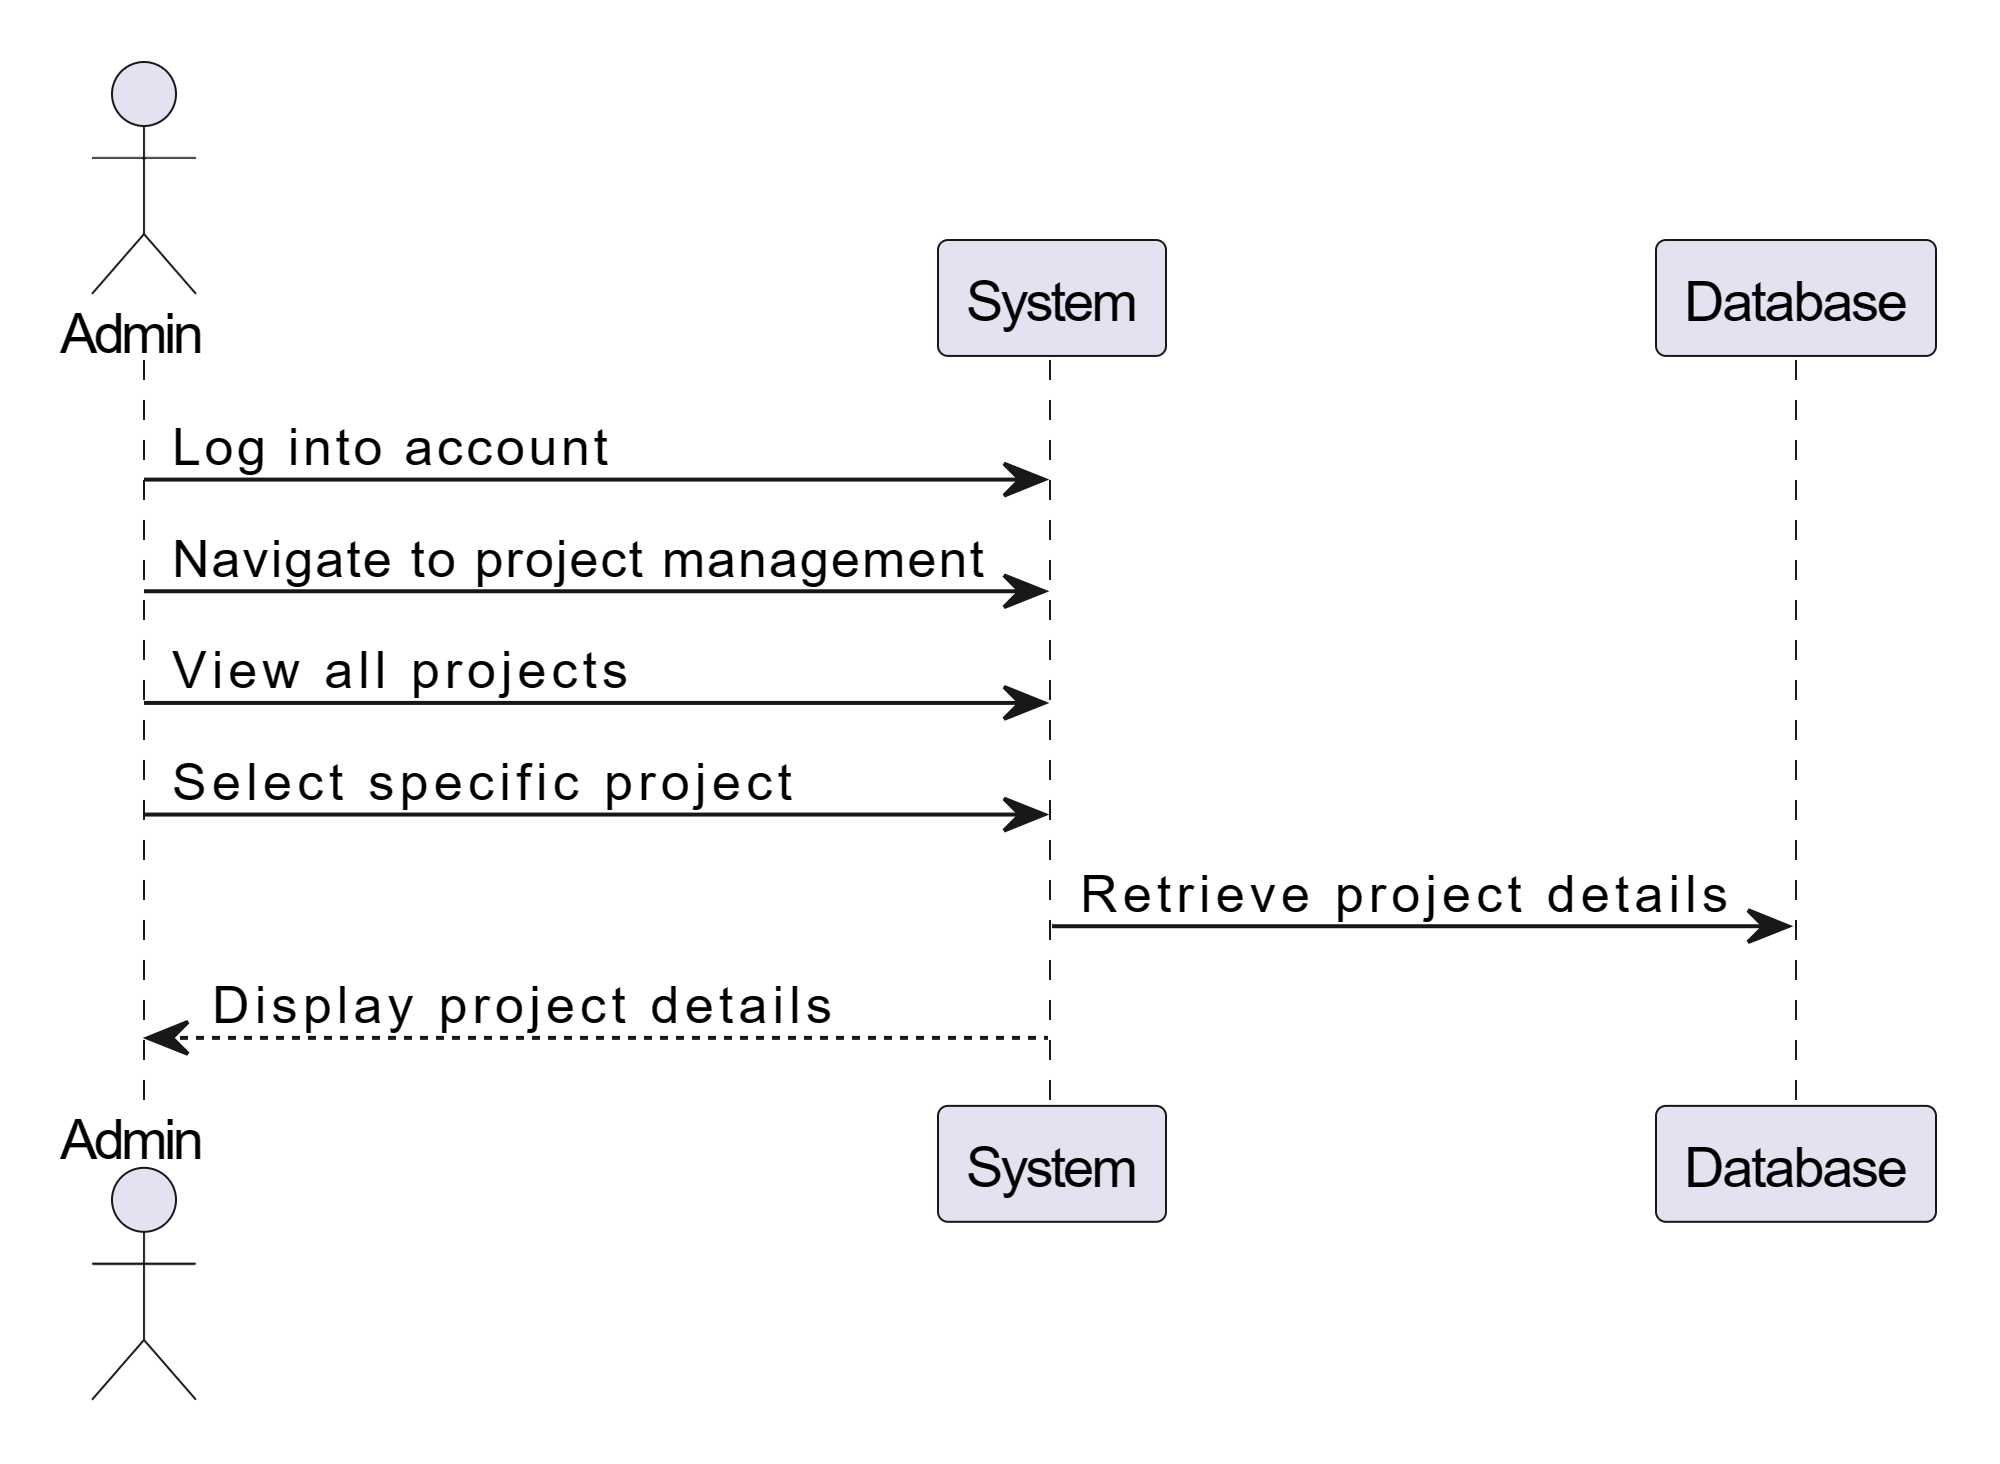 Admin
System
Database
Log into account
Navigate to project management
View all projects
Select specific project
Retrieve project details
Display project details
Admin
System
Database